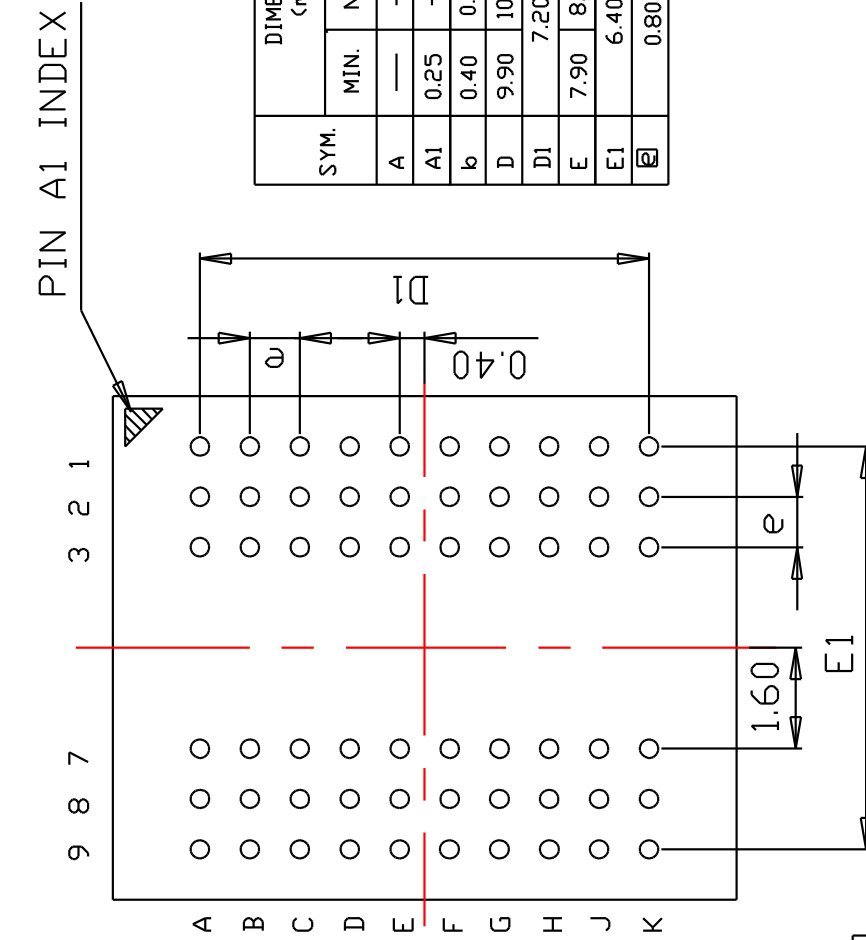 PIN A1 INDEX
SYM.
MIN.
A —
A1 0.25
b 0.40
D 9.90
D1 7.20
E 7.90
E1 6.40
e 0.80
D1
e
0.40
1
2
3
7
8
9
A B C D E F G H J K
e
1.60
E1